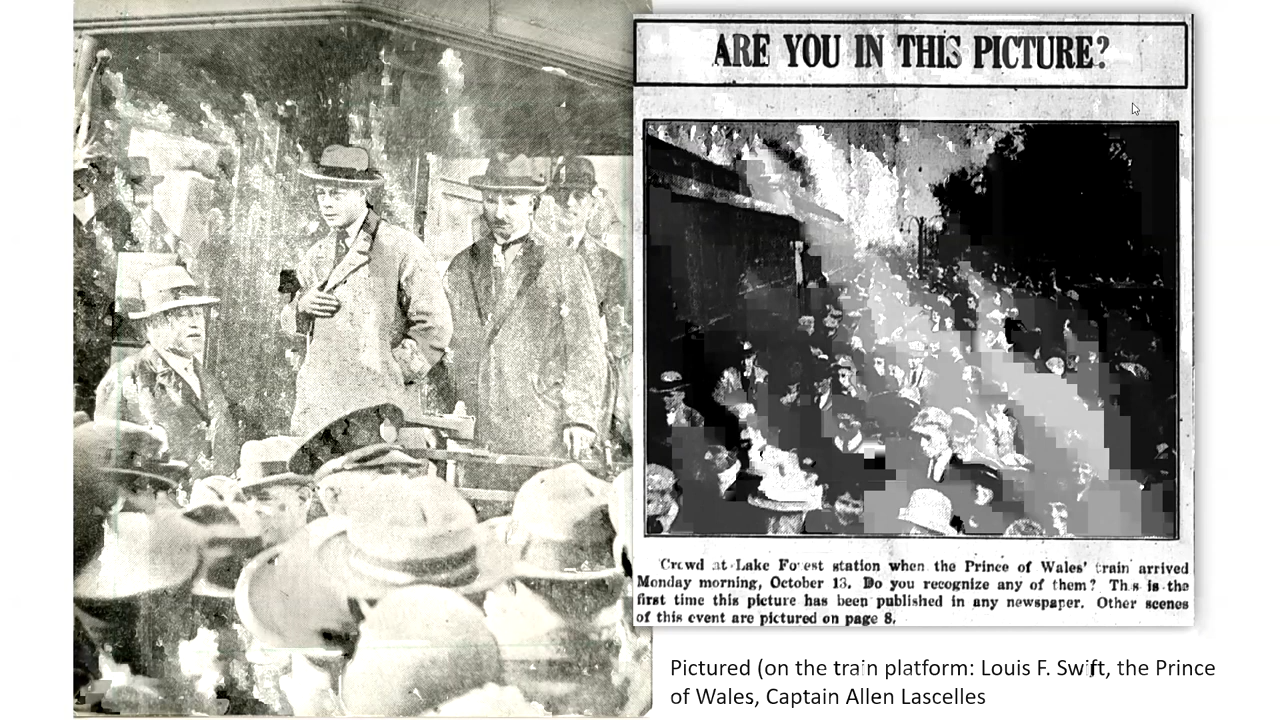 ARE YOU IN THIS PICTURE?
Crowd at Lake Forest station when the Prince of Wales' train arrived
Monday morning, October 13. Do you recognize any of them? This is the
first time this picture has been published in any newspaper. Other scenes
of this event are pictured on page 8.
Pictured (on the train platform: Louis F. Swift, the Prince
of Wales, Captain Allen Lascelles